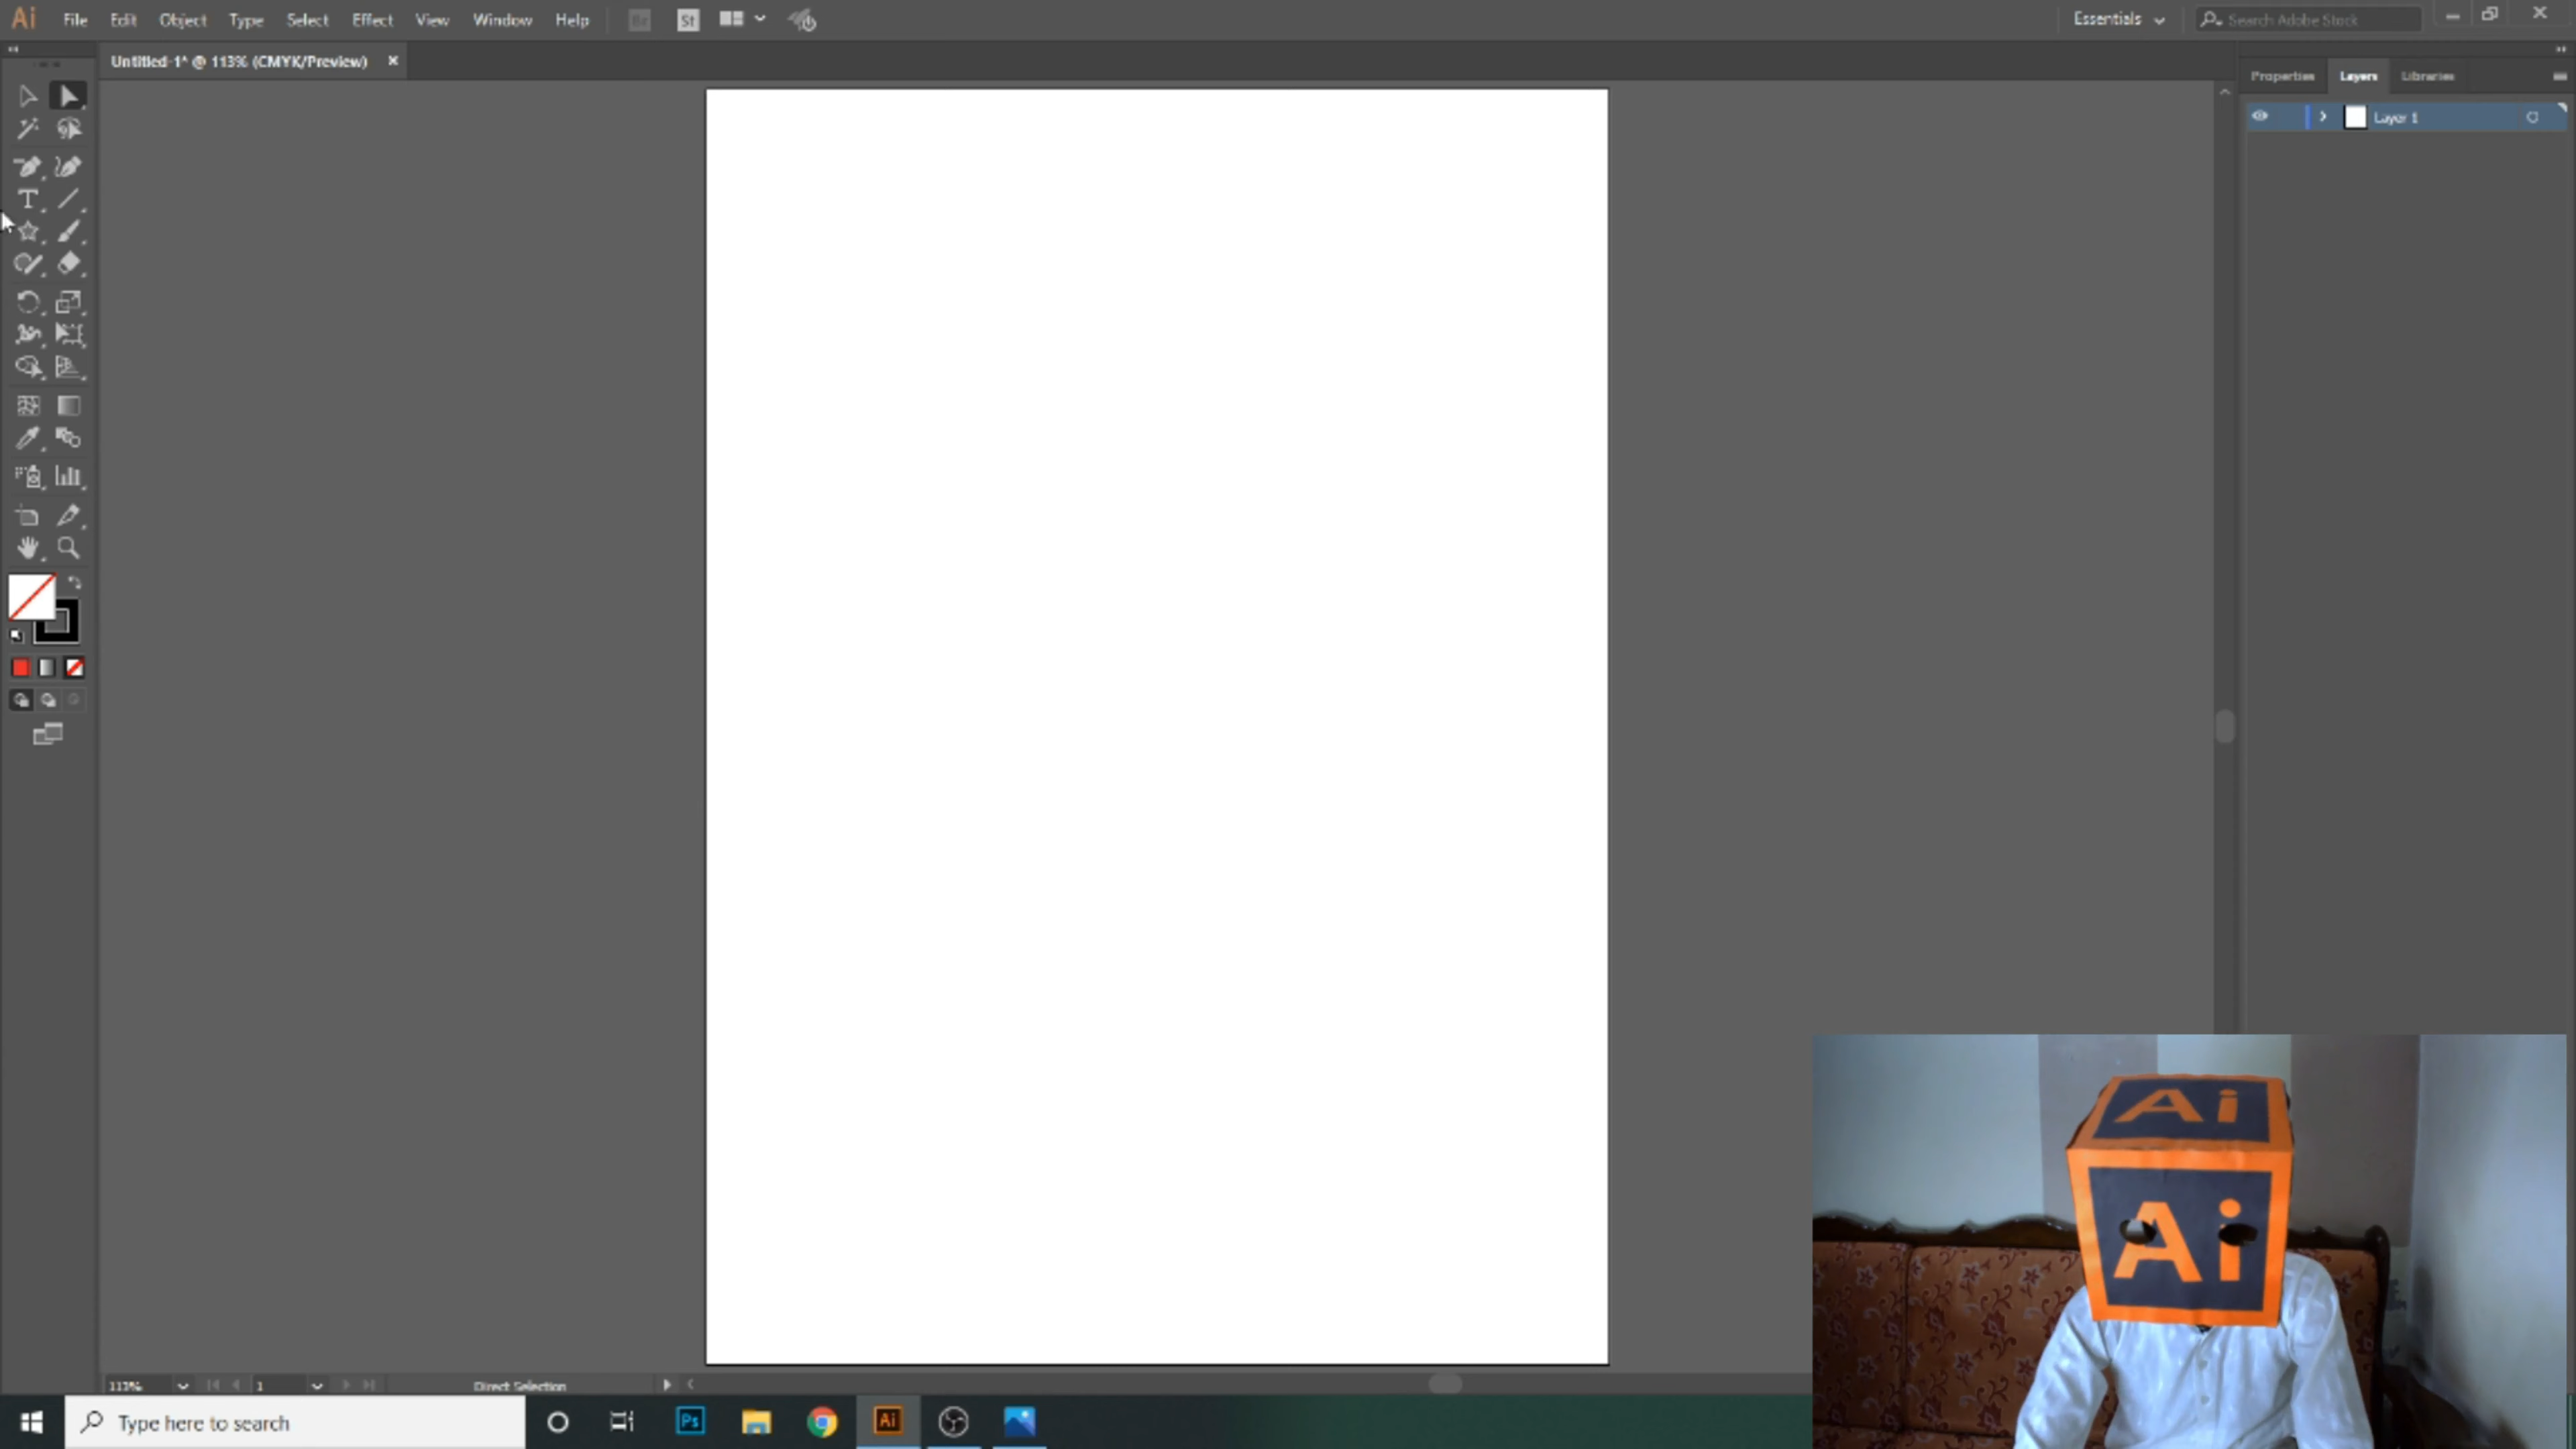 Ai File Edit Object Type Select Effect View Window Help Br St Essentials Search Adobe Stock
Untitled-1* @ 113% (CMYK/Preview) ×
Properties Layers Libraries
Layer 1
T
113% 1 Direct Selection
Type here to search Ps Ai
Ai
Ai